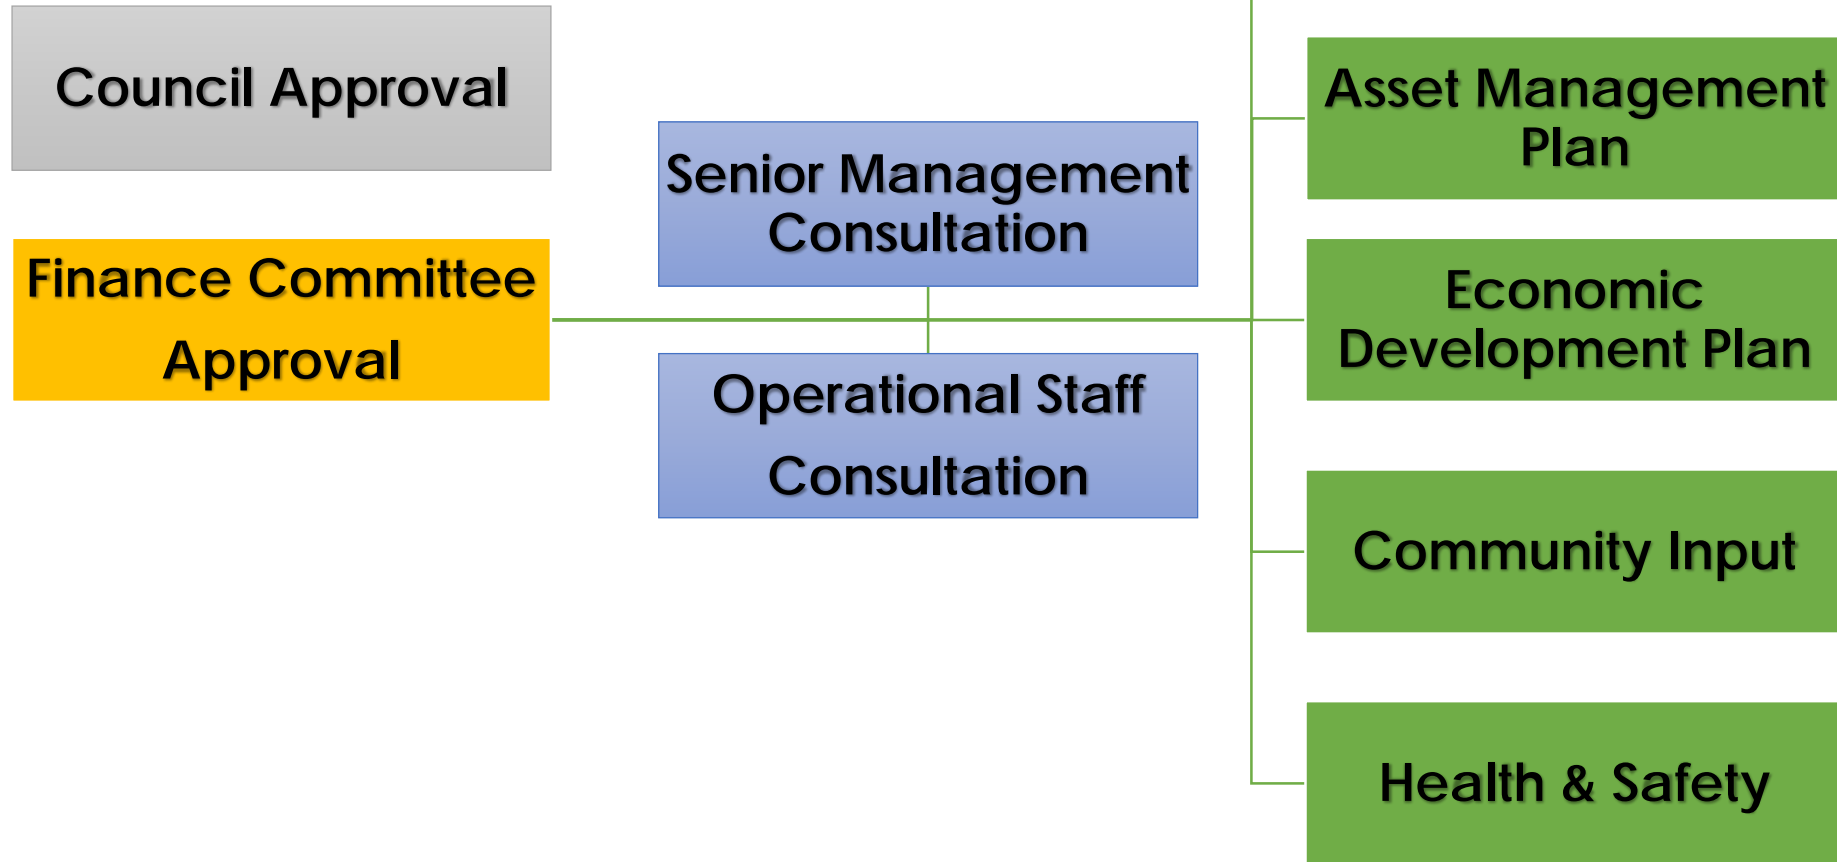 Council Approval
Finance Committee
Approval
Senior Management
Consultation
Operational Staff
Consultation
Asset Management
Plan
Economic
Development Plan
Community Input
Health & Safety